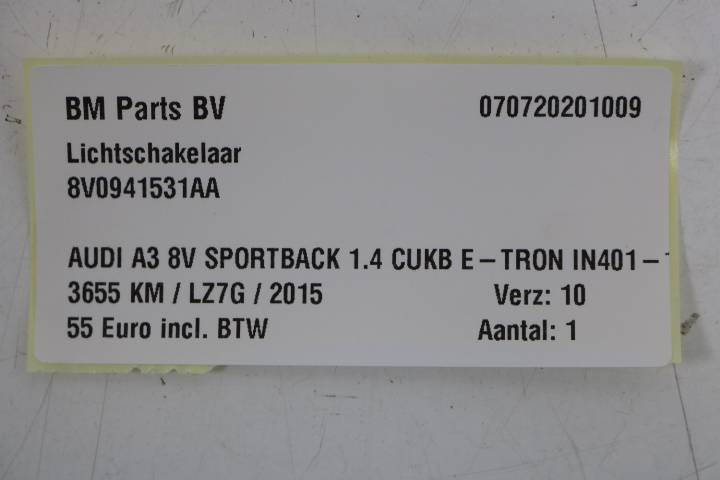 BM Parts BV 070720201009
Lichtschakelaar
8V0941531AA
AUDI A3 8V SPORTBACK 1.4 CUKB E-TRON IN401-
3655 KM / LZ7G / 2015 Verz: 10
55 Euro incl. BTW Aantal: 1